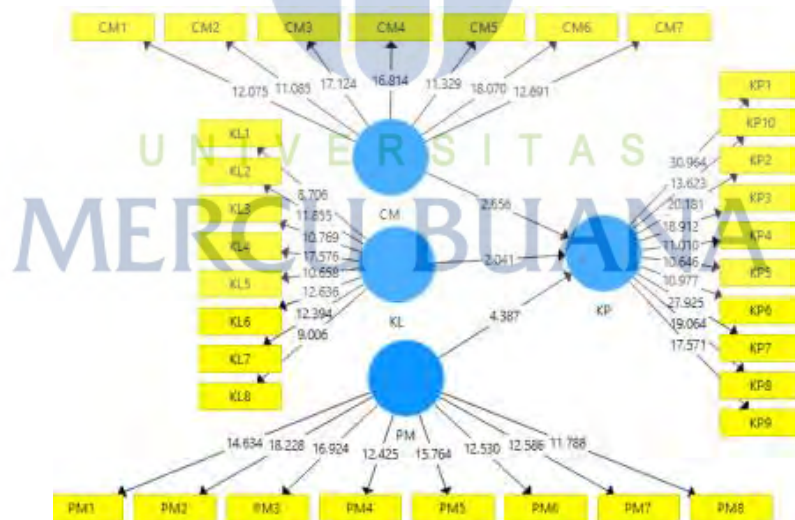 CM1 CM2 CM3 CM4 CM5 CM6 CM7
12.075 11.085 17.124 16.814 11.329 18.070 12.691
UNIVERSITAS
MERCU BUANA
KL1
KL2
KL3
KL4
KL5
KL6
KL7
KL8
8.706
11.855
10.769
17.576
10.658
12.636
12.394
9.006
CM
KL
PM
KP
2.656
2.041
4.387
KP1
KP10
KP2
KP3
KP4
KP5
KP6
KP7
KP8
KP9
30.964
13.623
20.181
18.912
11.010
10.646
10.977
27.925
19.064
17.571
14.634 18.228 16.924 12.425 15.764 12.530 12.586 11.788
PM1 PM2 PM3 PM4 PM5 PM6 PM7 PM8